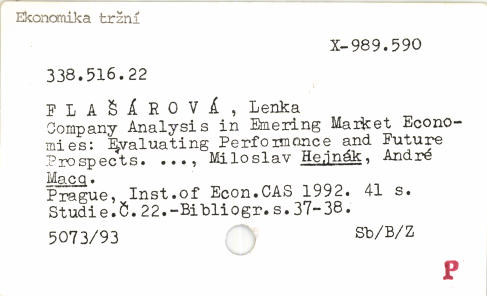 Ekonomika tržní
X-989.590
338.516.22
F L A Š Á R O V Á , Lenka
Company Analysis in Emering Market Econo-
mies: Evaluating Performance and Future
Prospects. ..., Miloslav Hejnák, André
Macq.
Prague, Inst.of Econ.CAS 1992. 41 s.
Studie.Č.22.-Bibliogr.s.37-38.
5073/93
Sb/B/Z
P